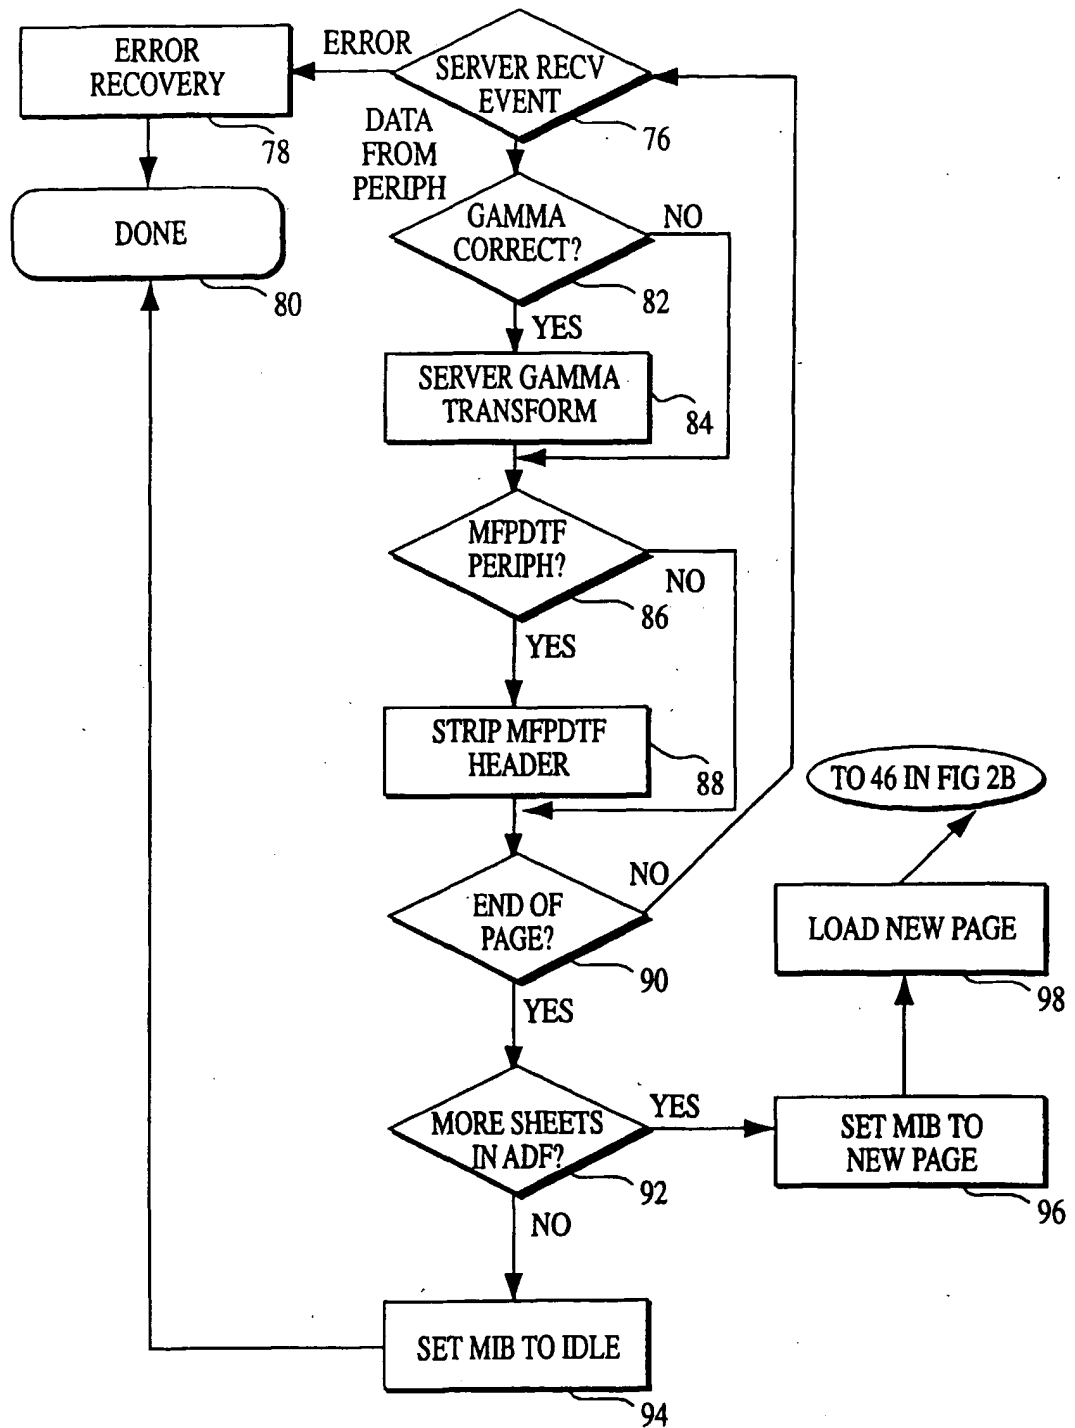 ERROR
RECOVERY
78
ERROR
SERVER RECV
EVENT
76
DATA
FROM
PERIPH
DONE
80
GAMMA
CORRECT?
NO
82
YES
SERVER GAMMA
TRANSFORM
84
MFPDTF
PERIPH?
NO
86
YES
STRIP MFPDTF
HEADER
88
TO 46 IN FIG 2B
END OF
PAGE?
NO
90
YES
LOAD NEW PAGE
98
MORE SHEETS
IN ADF?
YES
92
NO
SET MIB TO
NEW PAGE
96
SET MIB TO IDLE
94